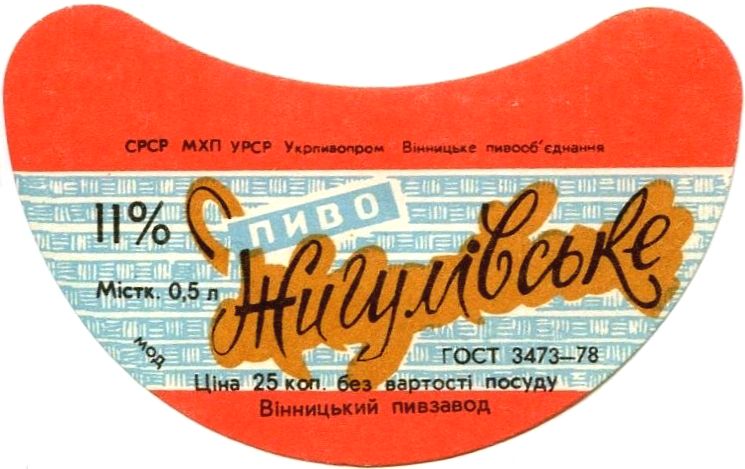 СРСР МХП УРСР Укрпивопром Вінницьке пивооб'єднання
11%
ПИВО
Жигулівське
Містк. 0,5 л
МОД
ГОСТ 3473–78
Ціна 25 коп. без вартості посуду
Вінницький пивзавод